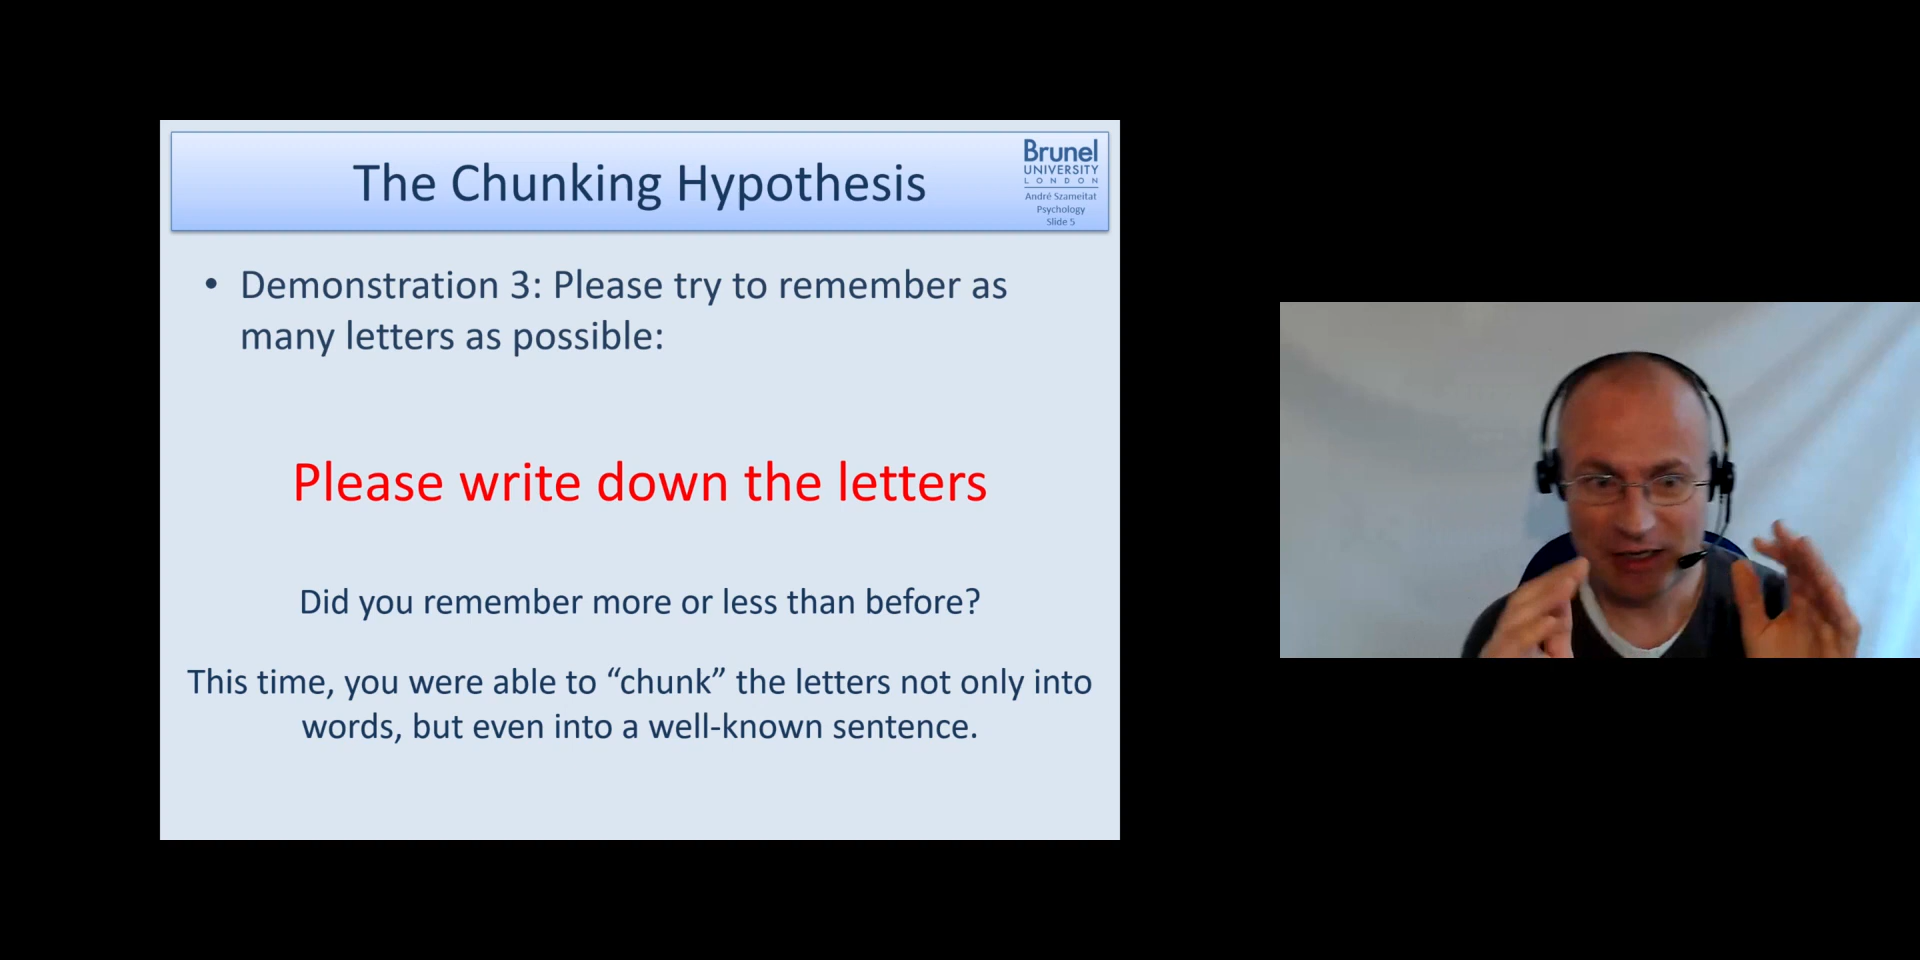 The Chunking Hypothesis
Brunel
UNIVERSITY
LONDON
André Szameitat
Psychology
Slide 5
• Demonstration 3: Please try to remember as
many letters as possible:
Please write down the letters
Did you remember more or less than before?
This time, you were able to “chunk” the letters not only into
words, but even into a well-known sentence.